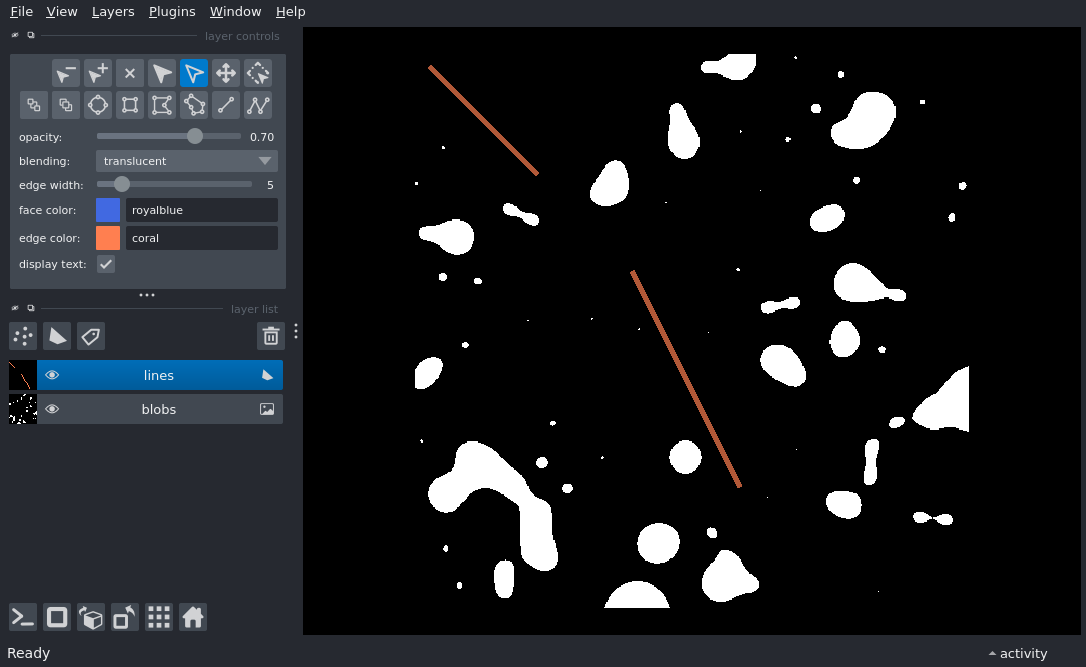 File View Layers Plugins Window Help
layer controls
opacity: 0.70
blending: translucent
edge width: 5
face color: royalblue
edge color: coral
display text:
layer list
lines
blobs
Ready
activity